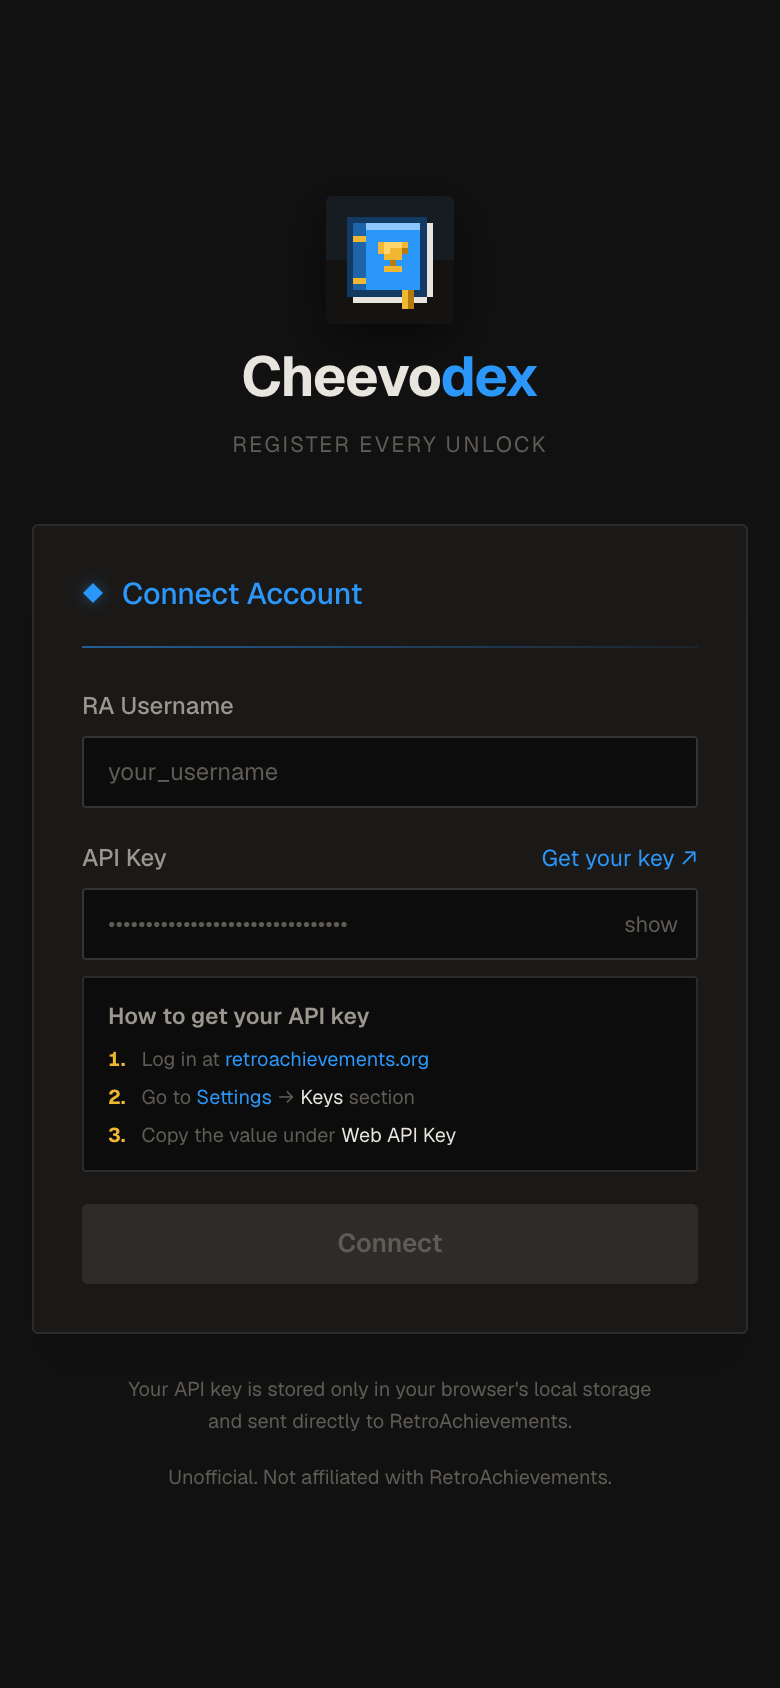 Cheevodex
REGISTER EVERY UNLOCK
Connect Account
RA Username
your_username
API Key
Get your key ↗
••••••••••••••••••••••••••••••••
show
How to get your API key
1. Log in at retroachievements.org
2. Go to Settings → Keys section
3. Copy the value under Web API Key
Connect
Your API key is stored only in your browser's local storage
and sent directly to RetroAchievements.
Unofficial. Not affiliated with RetroAchievements.